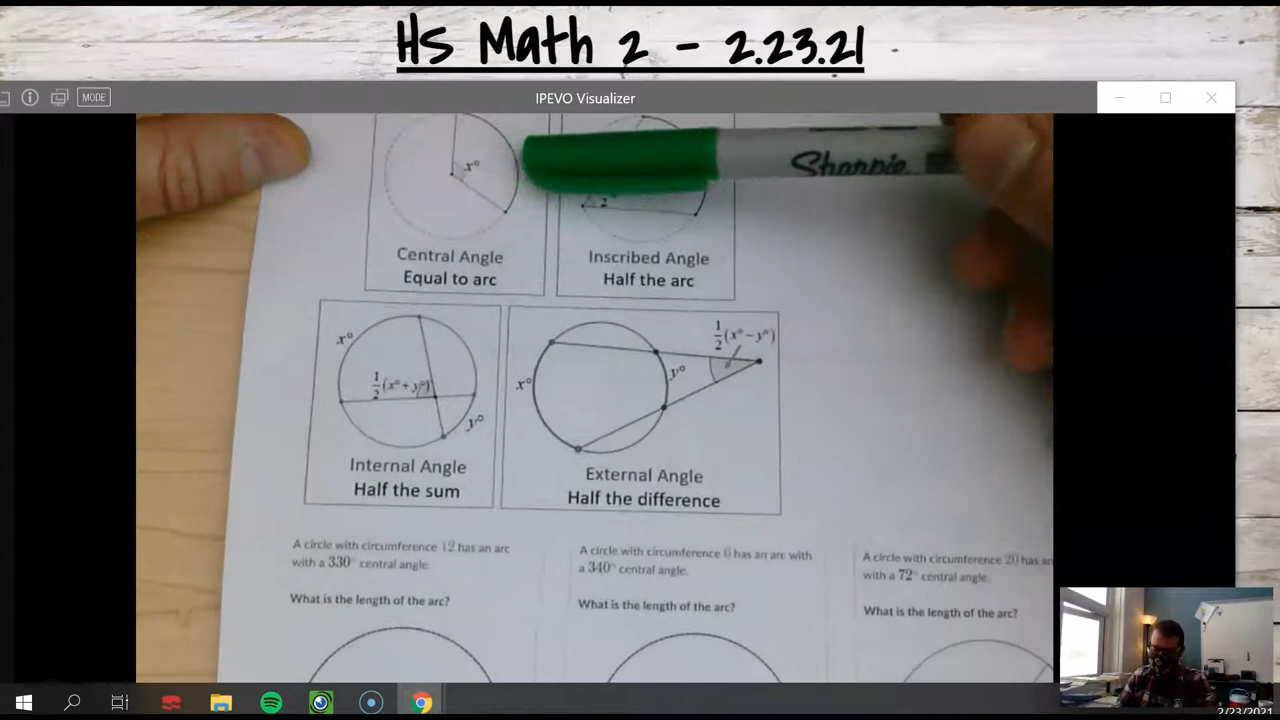 HS Math 2 - 2.23.21
MODE
IPEVO Visualizer
x°
Sharpie
2
Central Angle
Equal to arc
Inscribed Angle
Half the arc
x°
1/2(x°+y°)
y°
Internal Angle
Half the sum
x°
y°
1/2(x°-y°)
External Angle
Half the difference
A circle with circumference 12 has an arc
with a 330° central angle.
What is the length of the arc?
A circle with circumference 6 has an arc with
a 340° central angle.
What is the length of the arc?
A circle with circumference 20 has an
with a 72° central angle.
What is the length of the arc?
2/23/2021